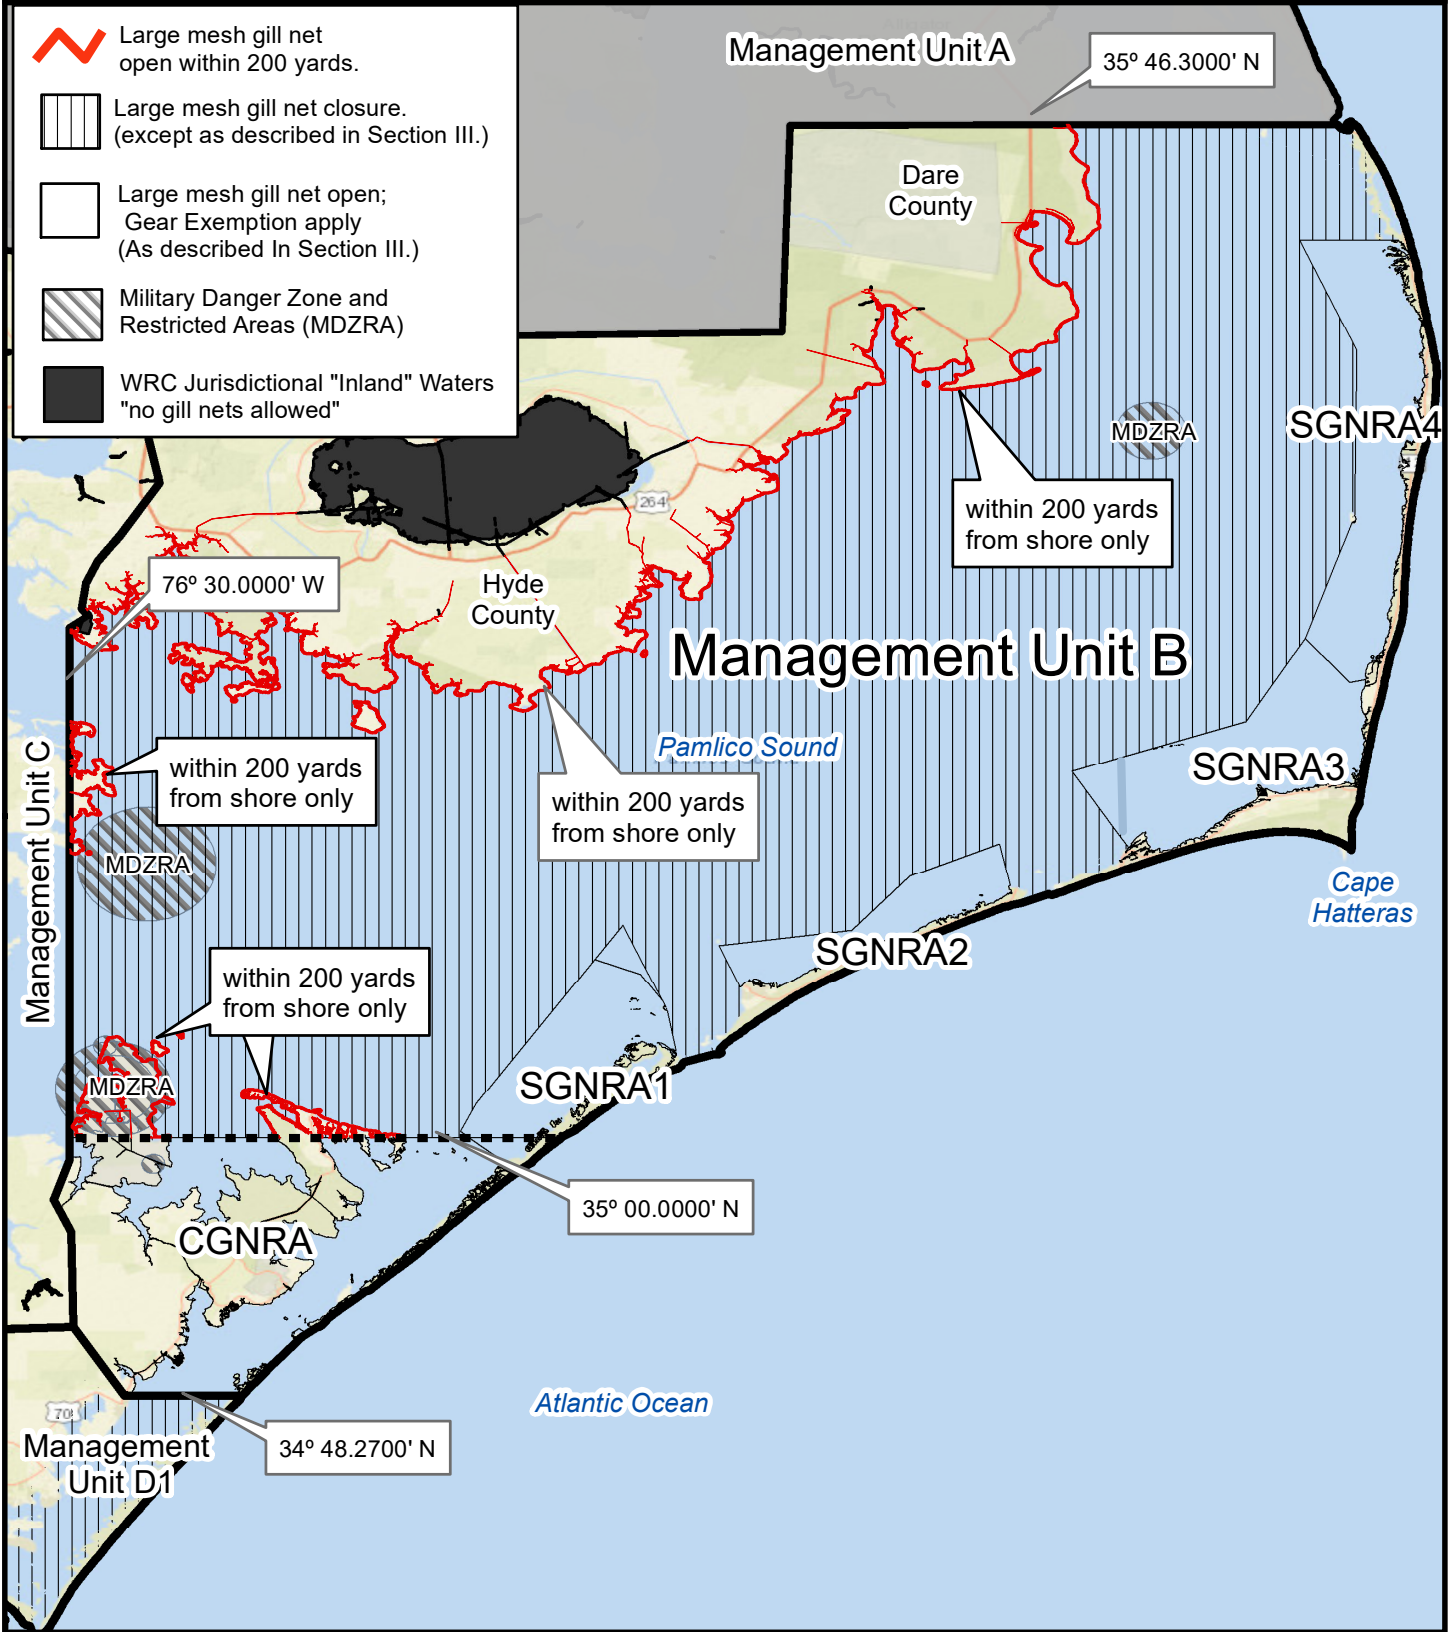 Large mesh gill net
open within 200 yards.
Large mesh gill net closure.
(except as described in Section III.)
Large mesh gill net open;
Gear Exemption apply
(As described In Section III.)
Military Danger Zone and
Restricted Areas (MDZRA)
WRC Jurisdictional "Inland" Waters
"no gill nets allowed"
Alligator
Management Unit A
35º 46.3000' N
Dare
County
SGNRA4
MDZRA
264
within 200 yards
from shore only
76º 30.0000' W
Hyde
County
Management Unit B
Pamlico Sound
Management Unit C
within 200 yards
from shore only
within 200 yards
from shore only
SGNRA3
MDZRA
Cape
Hatteras
SGNRA2
within 200 yards
from shore only
MDZRA
SGNRA1
35º 00.0000' N
CGNRA
Atlantic Ocean
70
Management
Unit D1
34º 48.2700' N